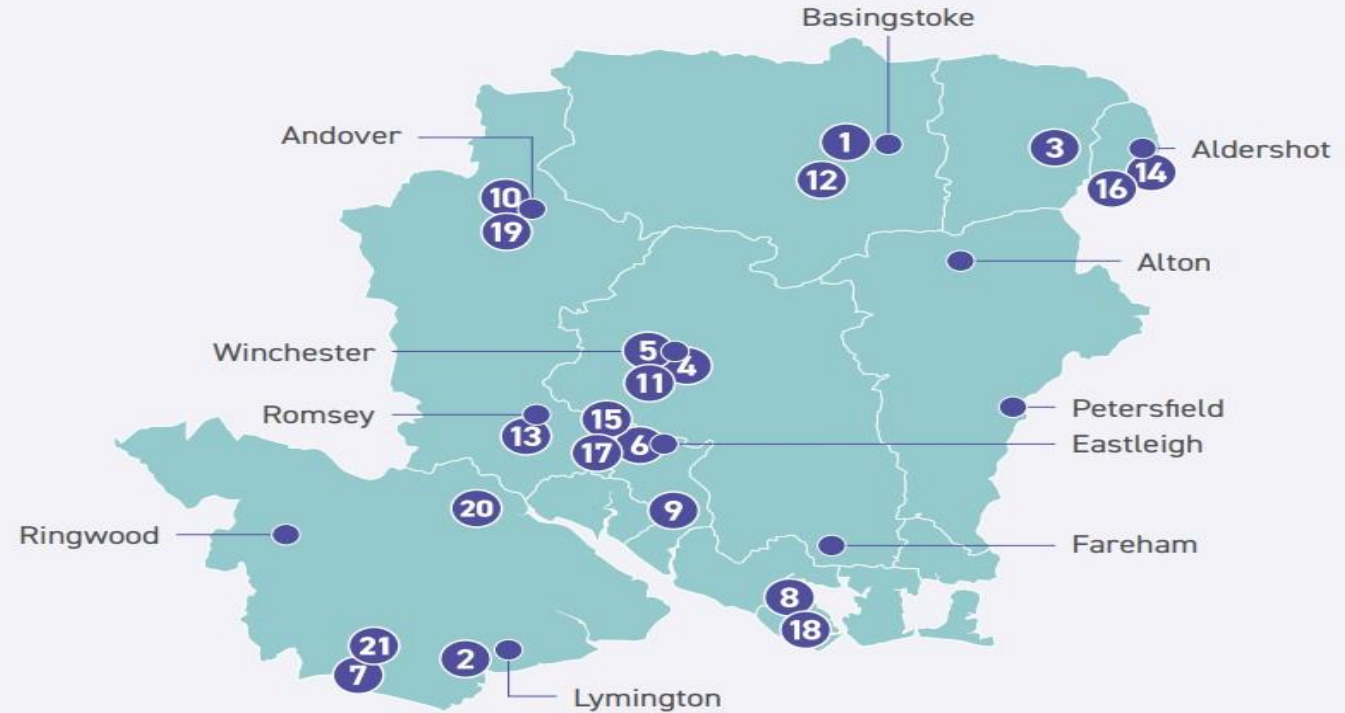 Basingstoke
Andover
1
3
Aldershot
12
14
16
10
19
Alton
Winchester
5
4
11
Romsey
15
Petersfield
13
6
Eastleigh
17
20
9
Ringwood
Fareham
8
18
21
2
7
Lymington